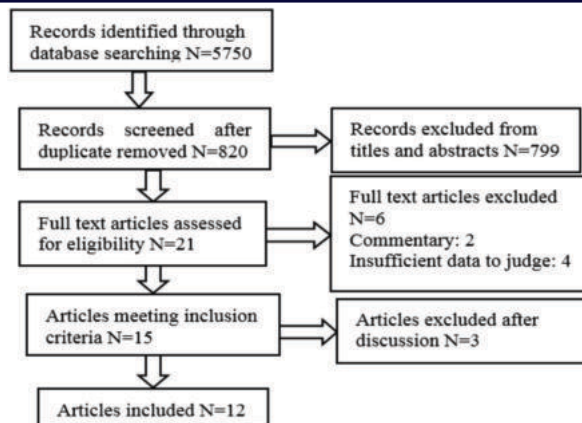 Records identified through
database searching N=5750
Records screened after
duplicate removed N=820
Records excluded from
titles and abstracts N=799
Full text articles assessed
for eligibility N=21
Full text articles excluded
N=6
Commentary: 2
Insufficient data to judge: 4
Articles meeting inclusion
criteria N=15
Articles excluded after
discussion N=3
Articles included N=12